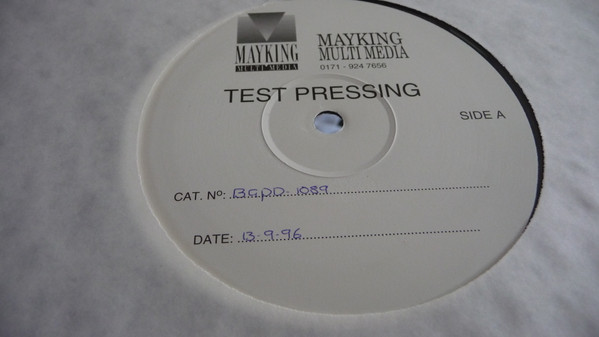 MAYKING
MULTI MEDIA
MAYKING
MULTI MEDIA
0171 - 924 7656
TEST PRESSING
SIDE A
CAT. Nº: BGPD-1089
DATE: 13-9-96